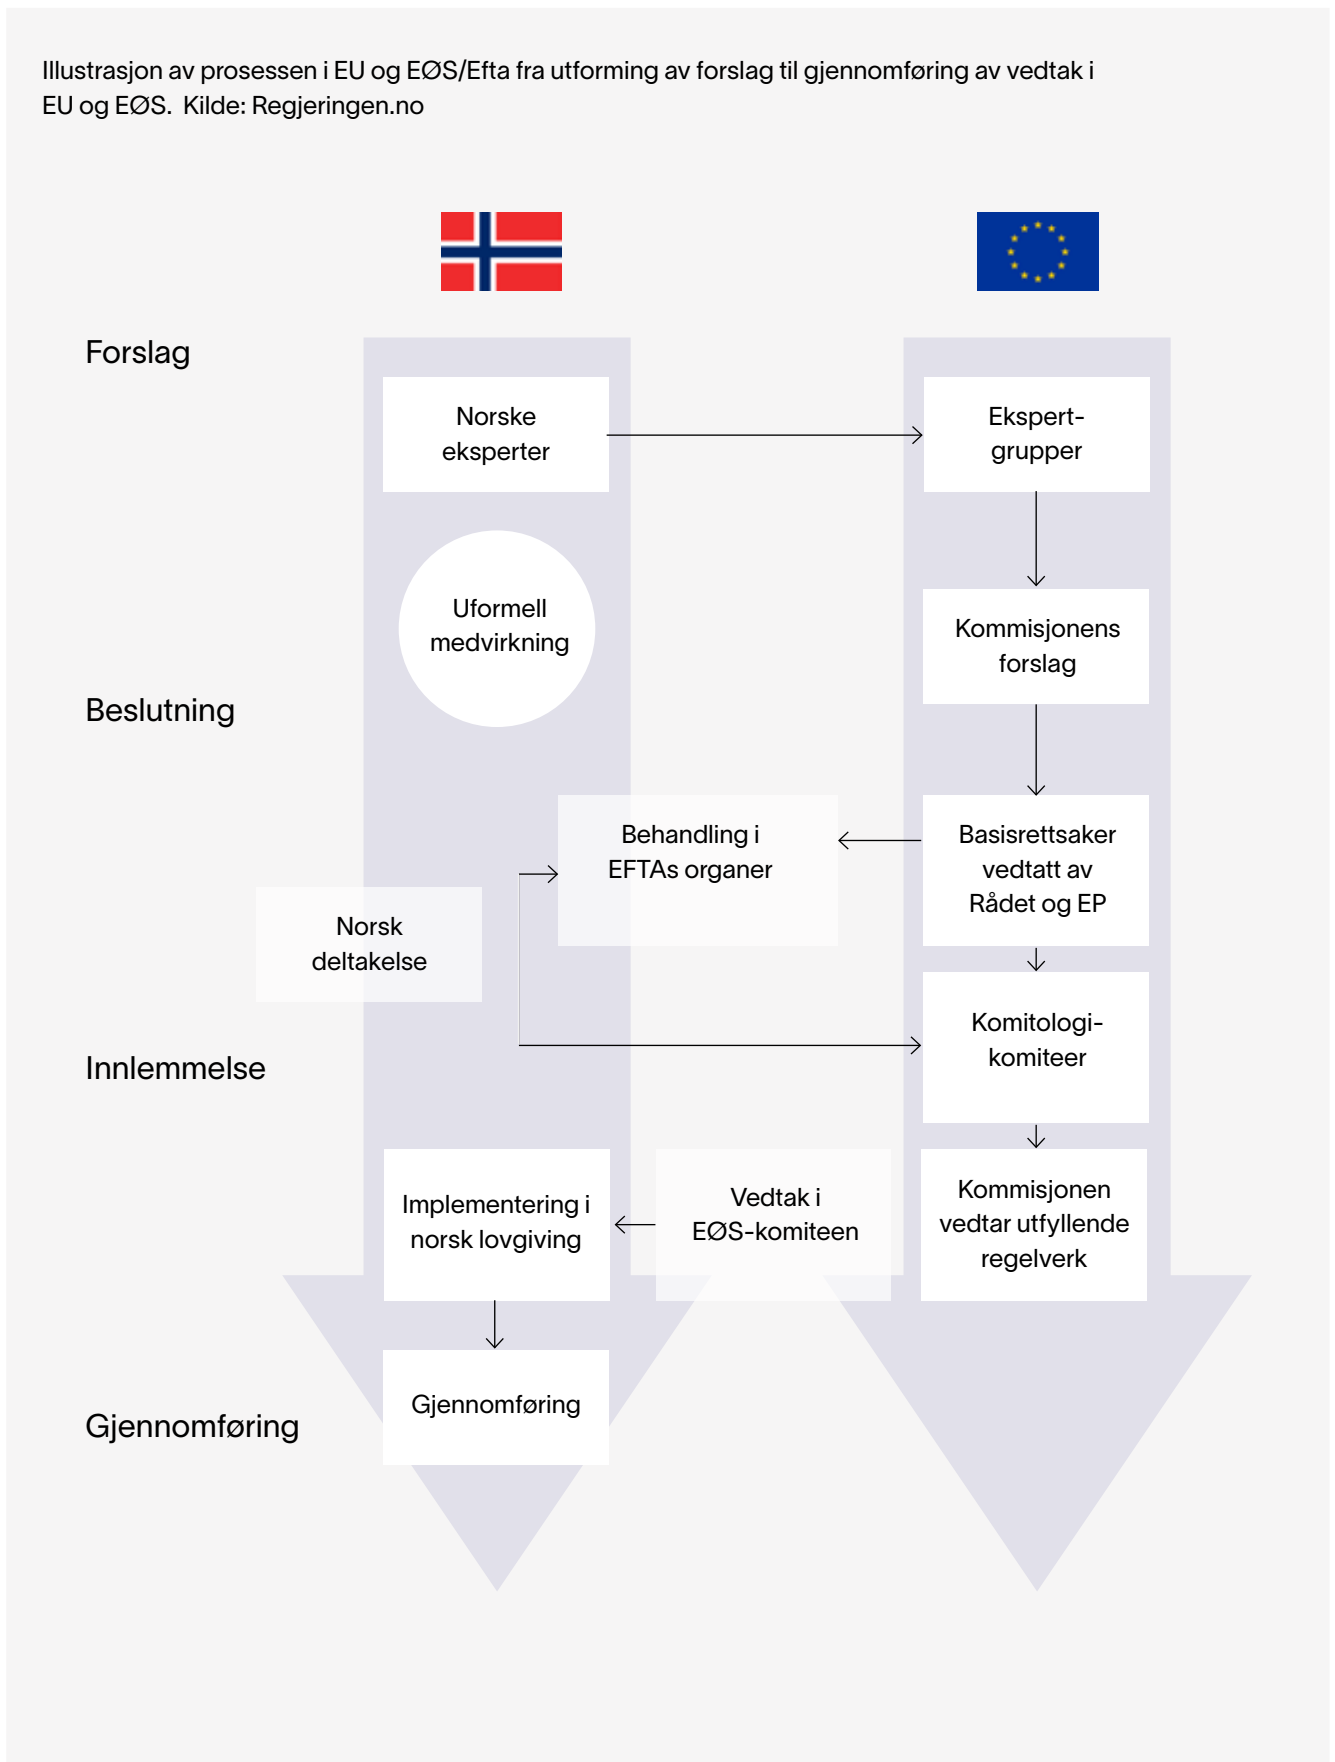 Illustrasjon av prosessen i EU og EØS/Efta fra utforming av forslag til gjennomføring av vedtak i
EU og EØS. Kilde: Regjeringen.no
Forslag
Norske
eksperter
Ekspert-
grupper
Uformell
medvirkning
Kommisjonens
forslag
Beslutning
Behandling i
EFTAs organer
Basisrettsaker
vedtatt av
Rådet og EP
Norsk
deltakelse
Komitologi-
komiteer
Innlemmelse
Implementering i
norsk lovgiving
Vedtak i
EØS-komiteen
Kommisjonen
vedtar utfyllende
regelverk
Gjennomføring
Gjennomføring